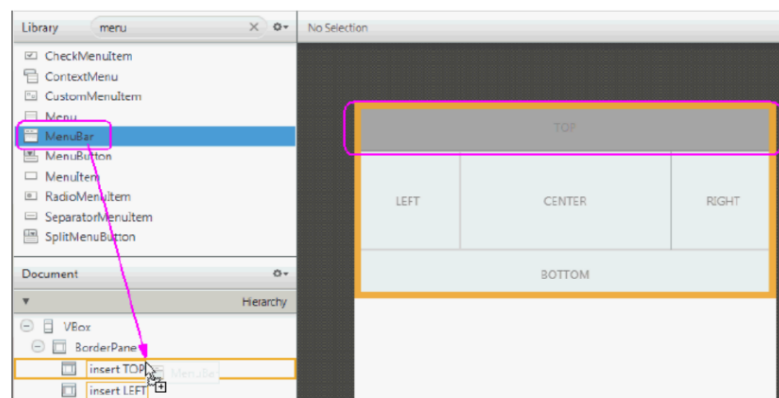 Library menu
No Selection
CheckMenuItem
ContextMenu
CustomMenuItem
Menu
MenuBar
MenuButton
MenuItem
RadioMenuItem
SeparatorMenuItem
SplitMenuButton
TOP
LEFT CENTER RIGHT
BOTTOM
Document
Hierarchy
VBox
BorderPane
insert TOP MenuBar
insert LEFT